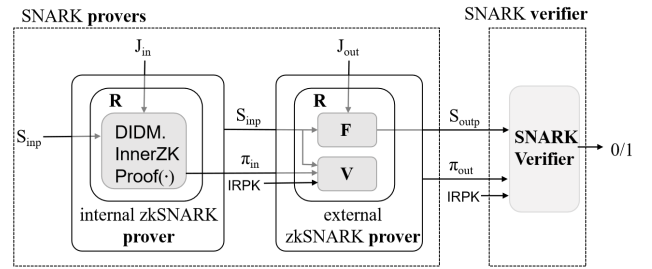 SNARK provers
SNARK verifier
J_in
J_out
R
R
S_inp
DIDM.
InnerZK
Proof(·)
S_inp
F
S_outp
SNARK
Verifier
0/1
π_in
V
π_out
IRPK
IRPK
internal zkSNARK
prover
external
zkSNARK prover